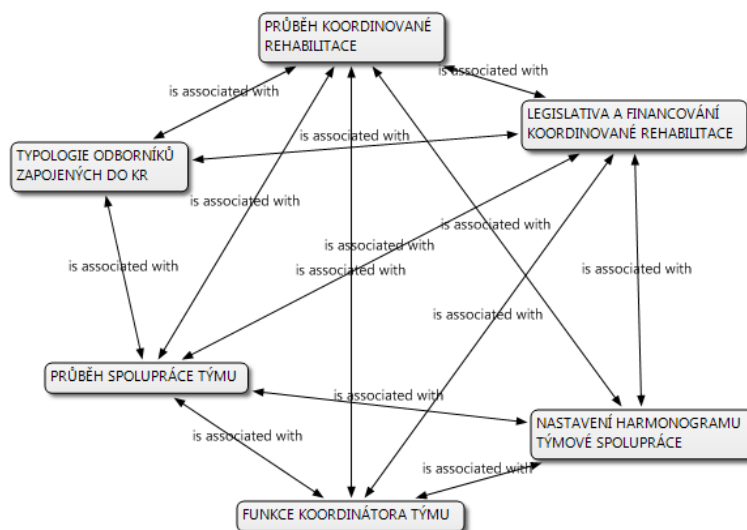 PRŮBĚH KOORDINOVANÉ
REHABILITACE
is associated with
is associated with
LEGISLATIVA A FINANCOVÁNÍ
KOORDINOVANÉ REHABILITACE
is associated with
TYPOLOGIE ODBORNÍKŮ
ZAPOJENÝCH DO KR
is associated with
is associated with
is associated with
is associated with
is associated with
is associated with
is associated with
PRŮBĚH SPOLUPRÁCE TÝMU
is associated with
NASTAVENÍ HARMONOGRAMU
TÝMOVÉ SPOLUPRÁCE
is associated with
is associated with
FUNKCE KOORDINÁTORA TÝMU